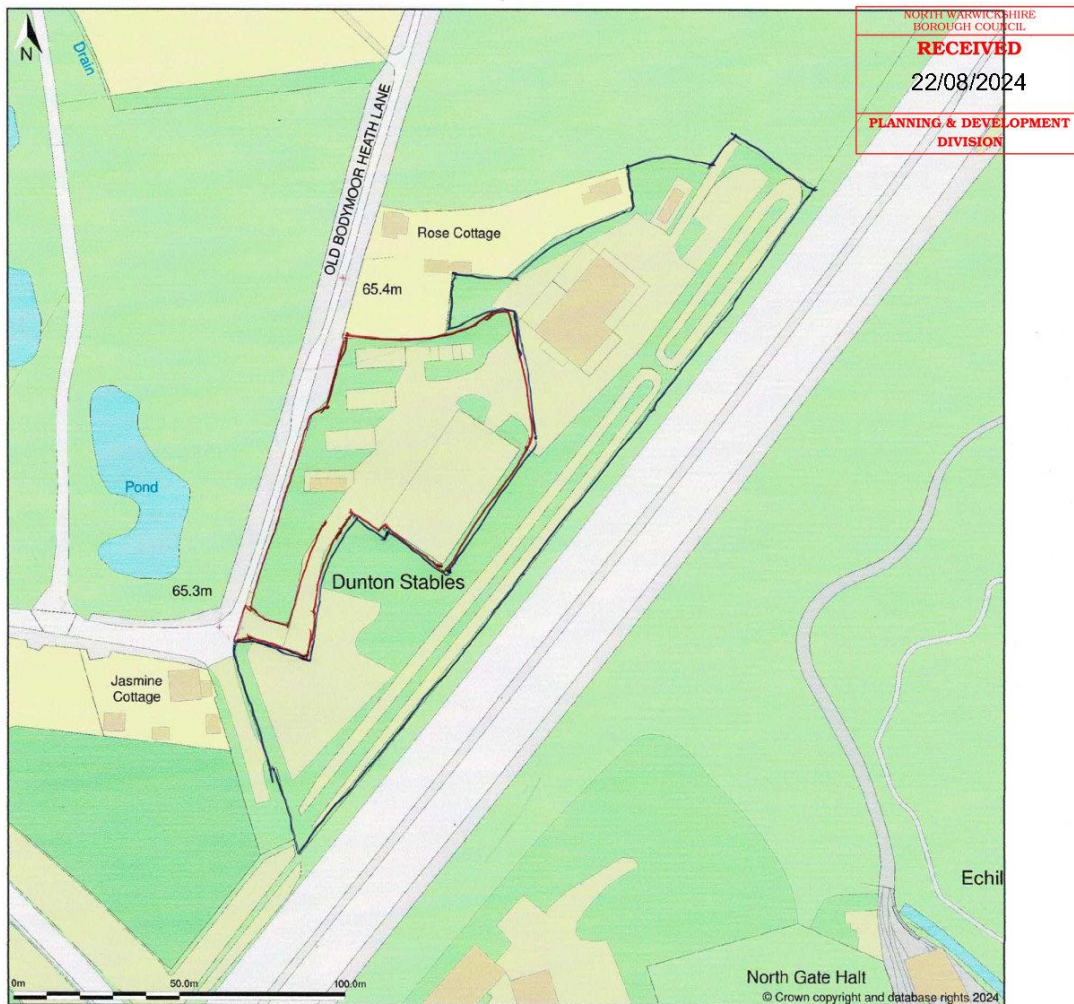 NORTH WARWICKSHIRE
BOROUGH COUNCIL
RECEIVED
22/08/2024
PLANNING & DEVELOPMENT
DIVISION
N
Drain
OLD BODYMOOR HEATH LANE
Rose Cottage
65.4m
Pond
Dunton Stables
65.3m
Jasmine
Cottage
Echil
North Gate Halt
0m
50.0m
100.0m
© Crown copyright and database rights 2024